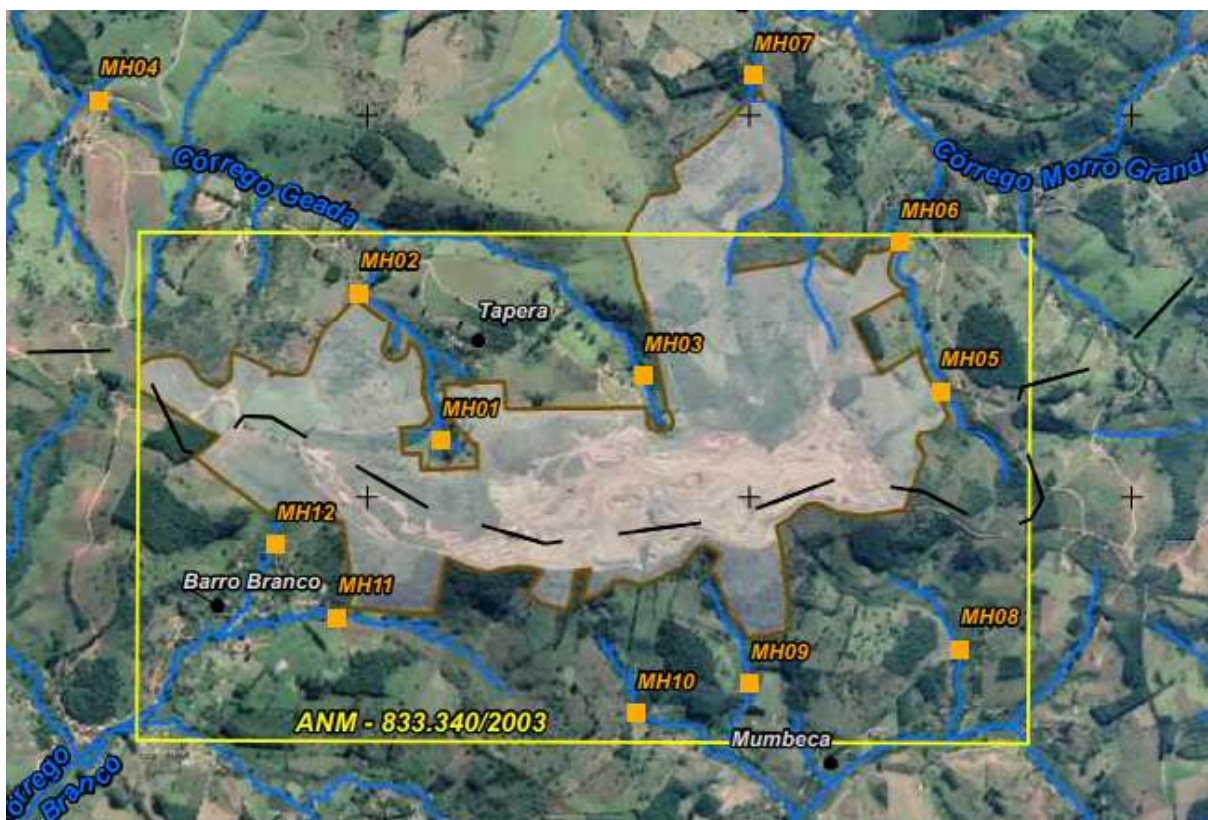 MH07
MH04
Córrego Geada
Córrego Morro Grande
MH06
MH02
Tapera
MH03
MH05
MH01
MH12
Barro Branco
MH11
MH08
MH09
MH10
ANM - 833.340/2003
Mumbeca
órrego
Branco